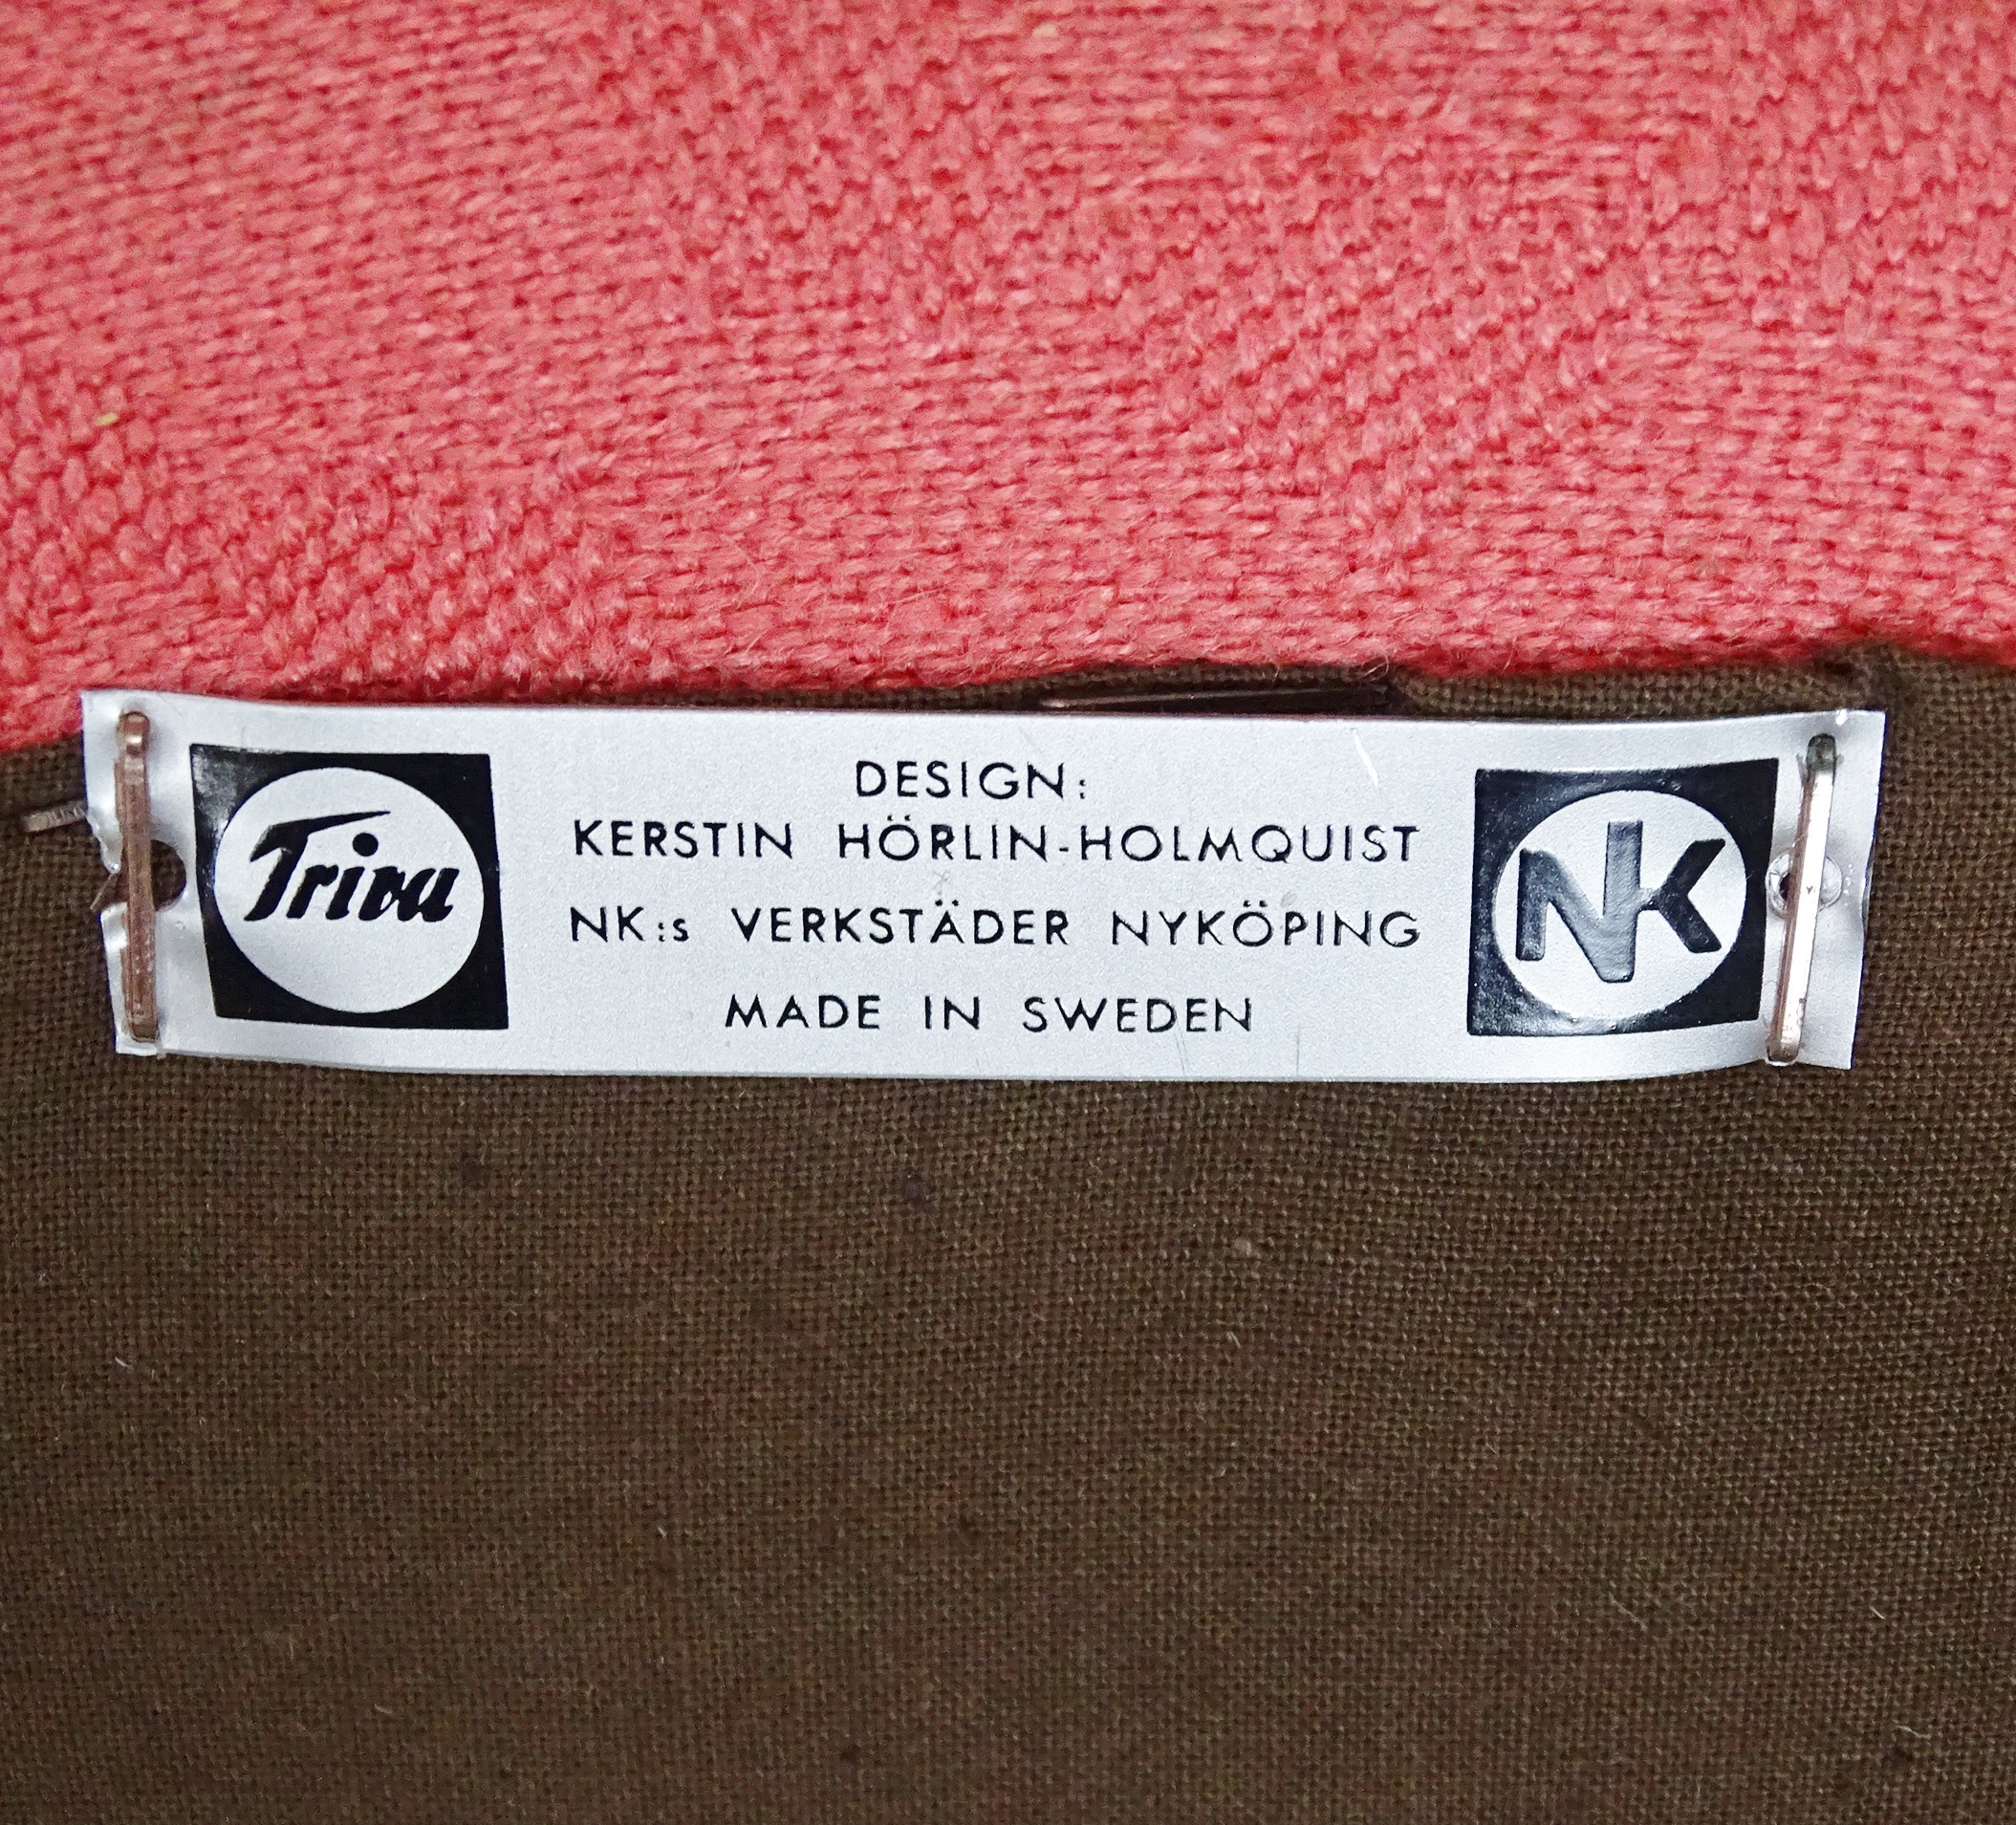 Triva
DESIGN:
KERSTIN HÖRLIN-HOLMQUIST
NK:s VERKSTÄDER NYKÖPING
MADE IN SWEDEN
NK